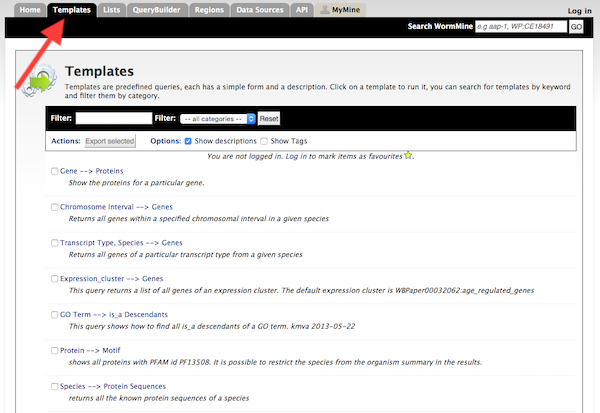 Home Templates Lists QueryBuilder Regions Data Sources API MyMine Log in
Search WormMine e.g aap-1, WP:CE18491 GO
Templates
Templates are predefined queries, each has a simple form and a description. Click on a template to run it, you can search for templates by keyword
and filter them by category.
Filter: Filter: -- all categories -- Reset
Actions: Export selected Options: Show descriptions Show Tags
You are not logged in. Log in to mark items as favourites .
Gene --> Proteins
Show the proteins for a particular gene.
Chromosome Interval --> Genes
Returns all genes within a specified chromosomal interval in a given species
Transcript Type, Species --> Genes
Returns all genes of a particular transcript type from a given species
Expression_cluster --> Genes
This query returns a list of all genes of an expression cluster. The default expression cluster is WBPaper00032062:age_regulated_genes
GO Term --> is_a Descendants
This query shows how to find all is_a descendants of a GO term. kmva 2013-05-22
Protein --> Motif
shows all proteins with PFAM id PF13508. It is possible to restrict the species from the organism summary in the results.
Species --> Protein Sequences
returns all the known protein sequences of a species